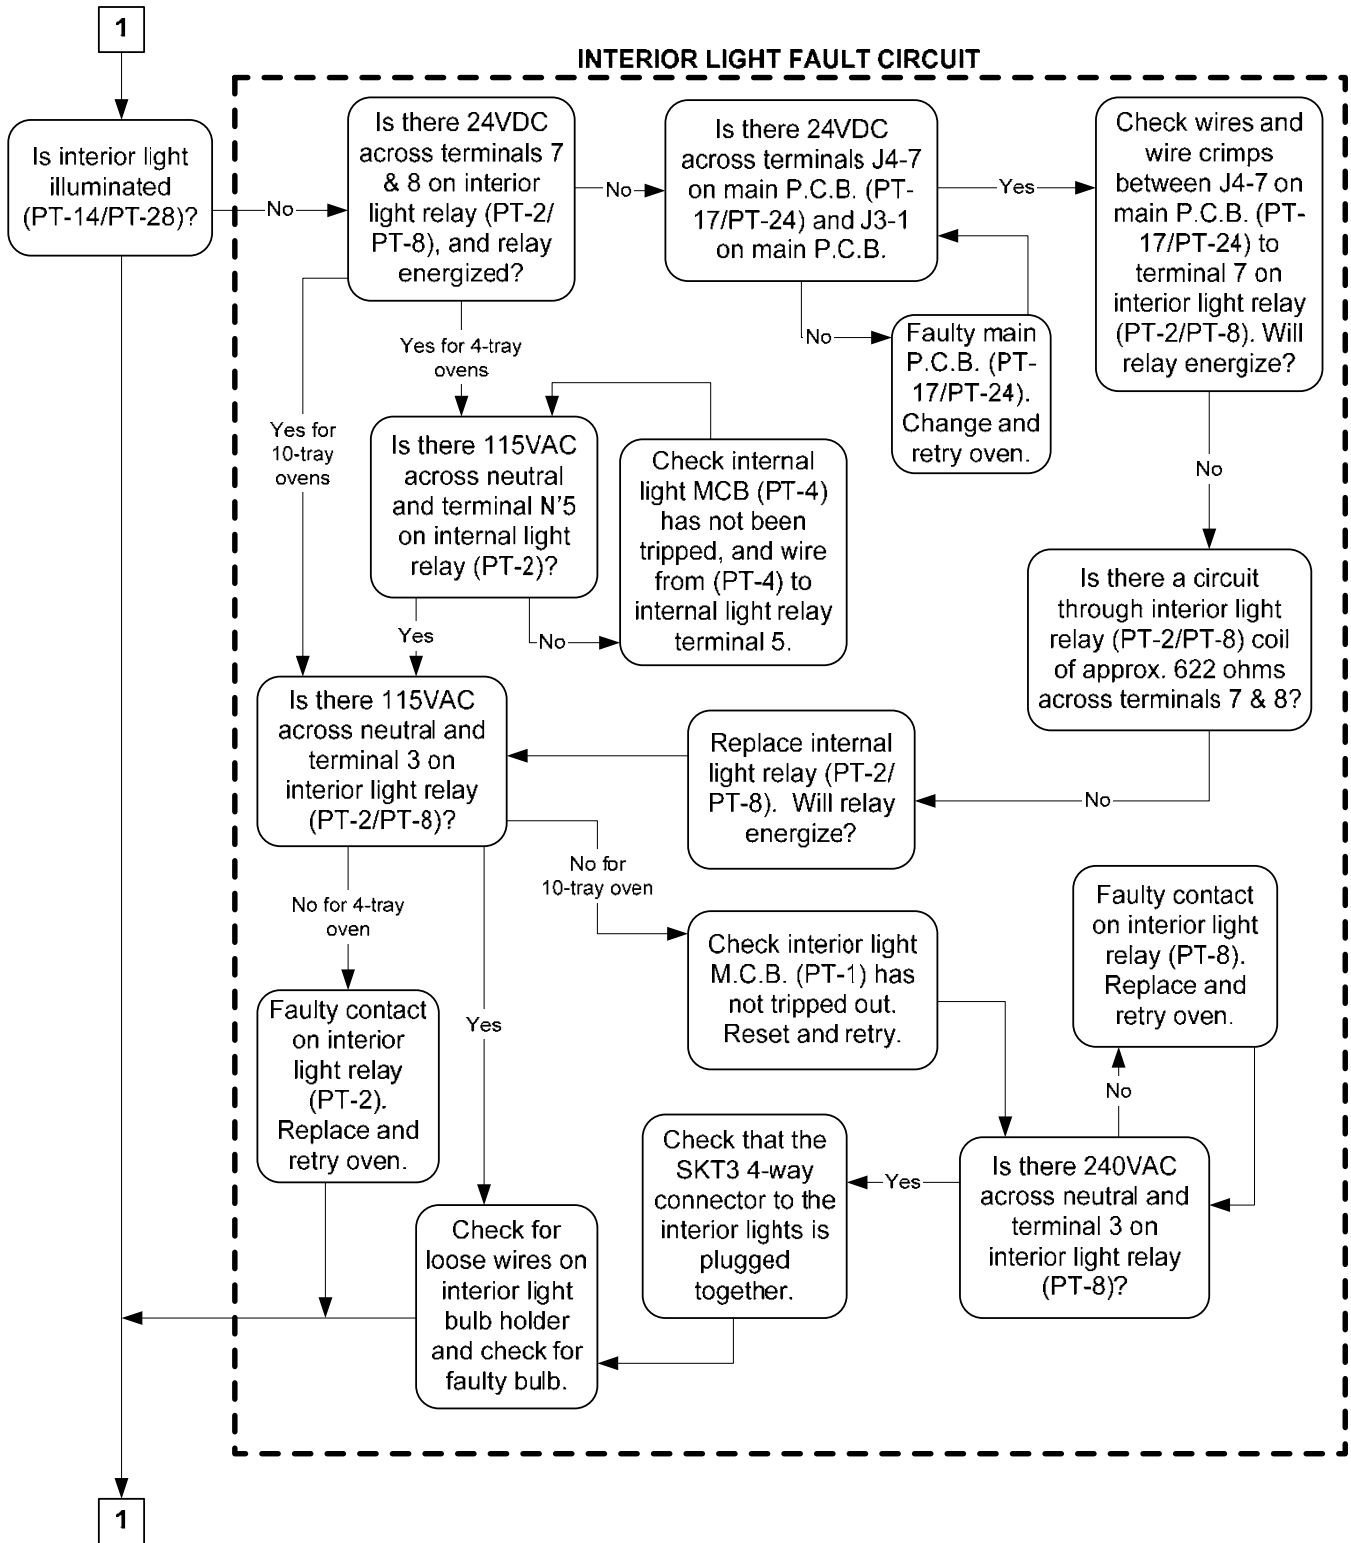 1
INTERIOR LIGHT FAULT CIRCUIT
Is interior light
illuminated
(PT-14/PT-28)?
No
Is there 24VDC
across terminals 7
& 8 on interior
light relay (PT-2/
PT-8), and relay
energized?
No
Is there 24VDC
across terminals J4-7
on main P.C.B. (PT-
17/PT-24) and J3-1
on main P.C.B.
Yes
Check wires and
wire crimps
between J4-7 on
main P.C.B. (PT-
17/PT-24) to
terminal 7 on
interior light relay
(PT-2/PT-8). Will
relay energize?
No
Faulty main
P.C.B. (PT-
17/PT-24).
Change and
retry oven.
Yes for 4-tray
ovens
Yes for
10-tray
ovens
Is there 115VAC
across neutral
and terminal N'5
on internal light
relay (PT-2)?
Check internal
light MCB (PT-4)
has not been
tripped, and wire
from (PT-4) to
internal light relay
terminal 5.
No
Yes
No
Is there a circuit
through interior light
relay (PT-2/PT-8) coil
of approx. 622 ohms
across terminals 7 & 8?
Is there 115VAC
across neutral and
terminal 3 on
interior light relay
(PT-2/PT-8)?
Replace internal
light relay (PT-2/
PT-8).  Will relay
energize?
No
No for
10-tray oven
No for 4-tray
oven
Yes
Check interior light
M.C.B. (PT-1) has
not tripped out.
Reset and retry.
Faulty contact
on interior light
relay (PT-8).
Replace and
retry oven.
Faulty contact
on interior
light relay
(PT-2).
Replace and
retry oven.
No
Check that the
SKT3 4-way
connector to the
interior lights is
plugged
together.
Yes
Is there 240VAC
across neutral and
terminal 3 on
interior light relay
(PT-8)?
Check for
loose wires on
interior light
bulb holder
and check for
faulty bulb.
1